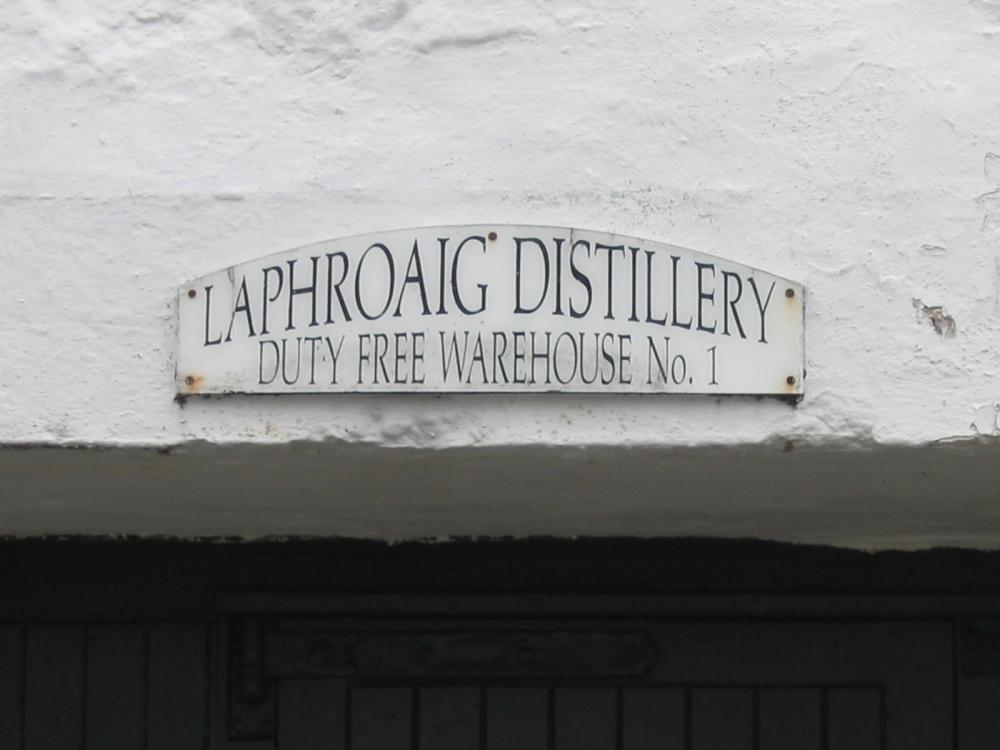 LAPHROAIG DISTILLERY
DUTY FREE WAREHOUSE No. 1